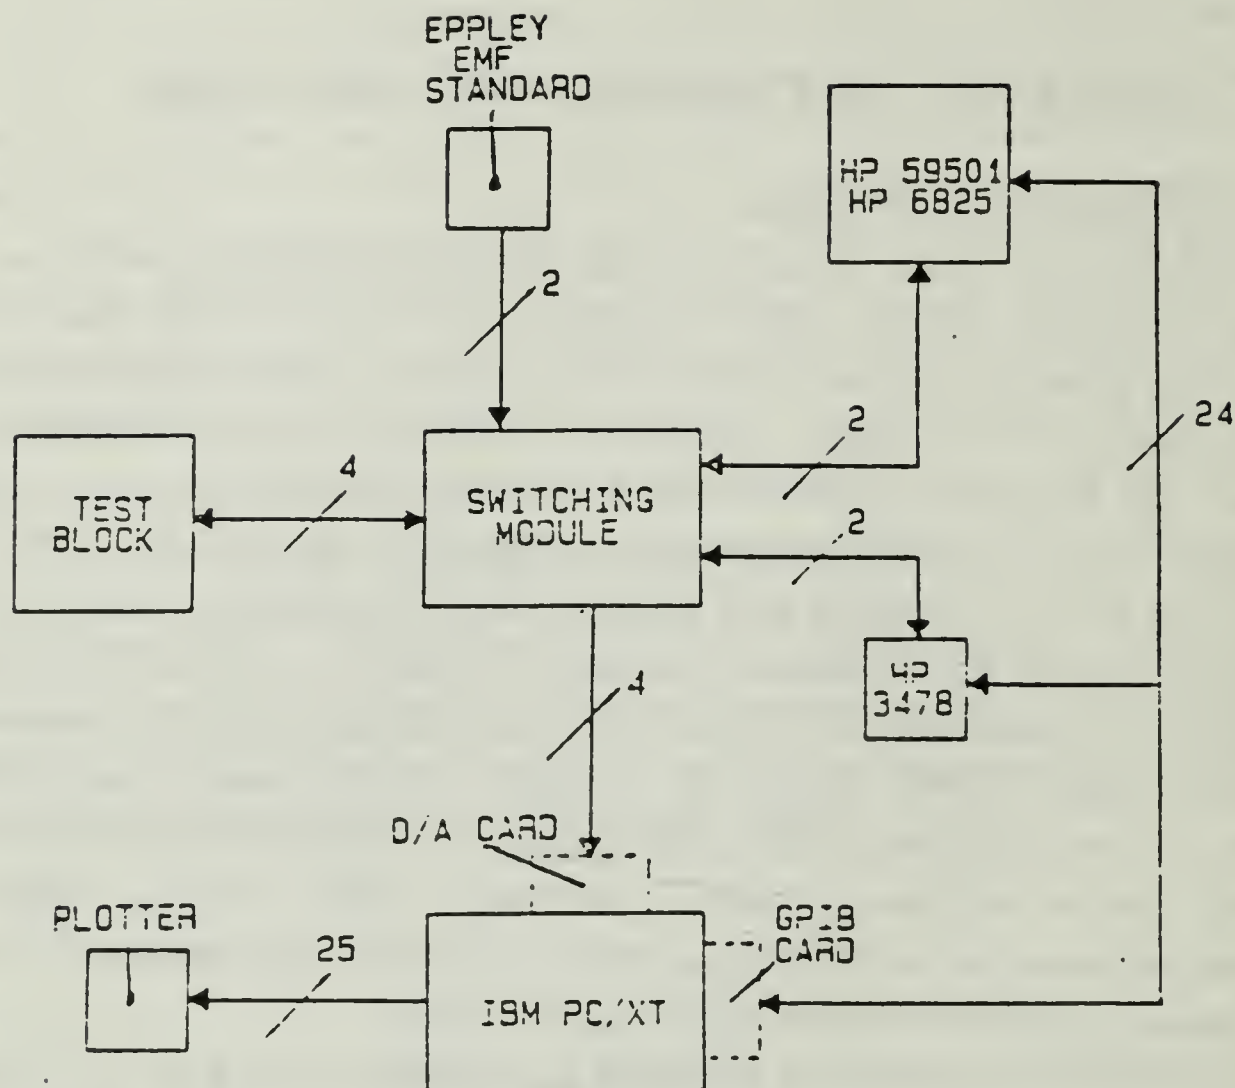 EPPLEY
EMF
STANDARD
HP 59501
HP 6825
2
24
2
4
TEST
BLOCK
SWITCHING
MODULE
2
HP
3478
4
D/A CARD
PLOTTER
25
GPIB
CARD
IBM PC/XT